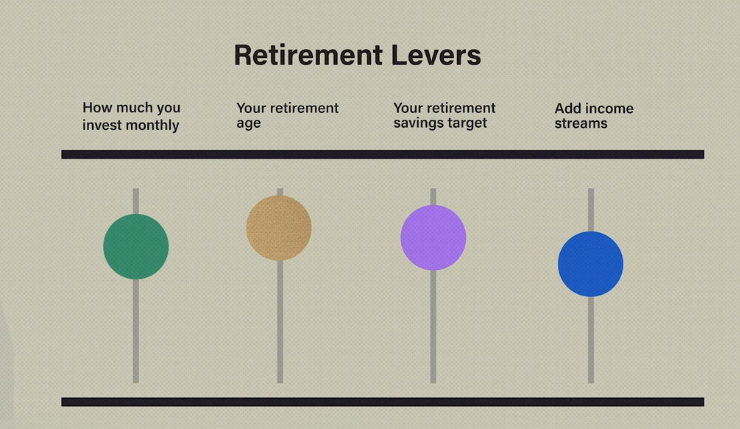 Retirement Levers
How much you
invest monthly
Your retirement
age
Your retirement
savings target
Add income
streams